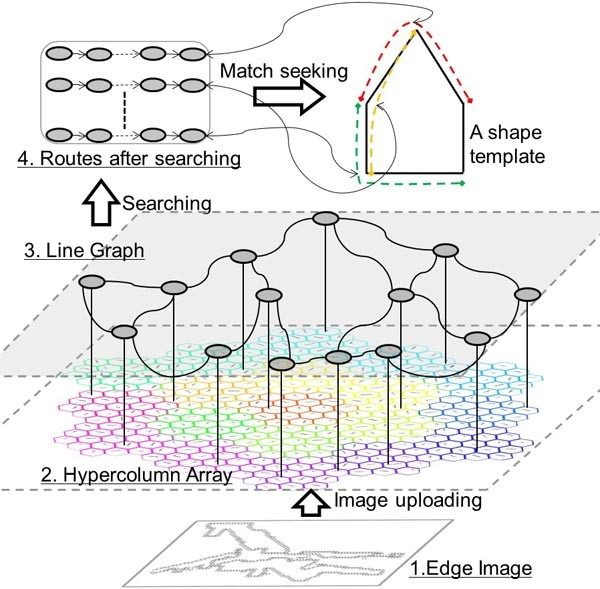 Match seeking
A shape
template
4. Routes after searching
Searching
3. Line Graph
2. Hypercolumn Array
Image uploading
1.Edge Image